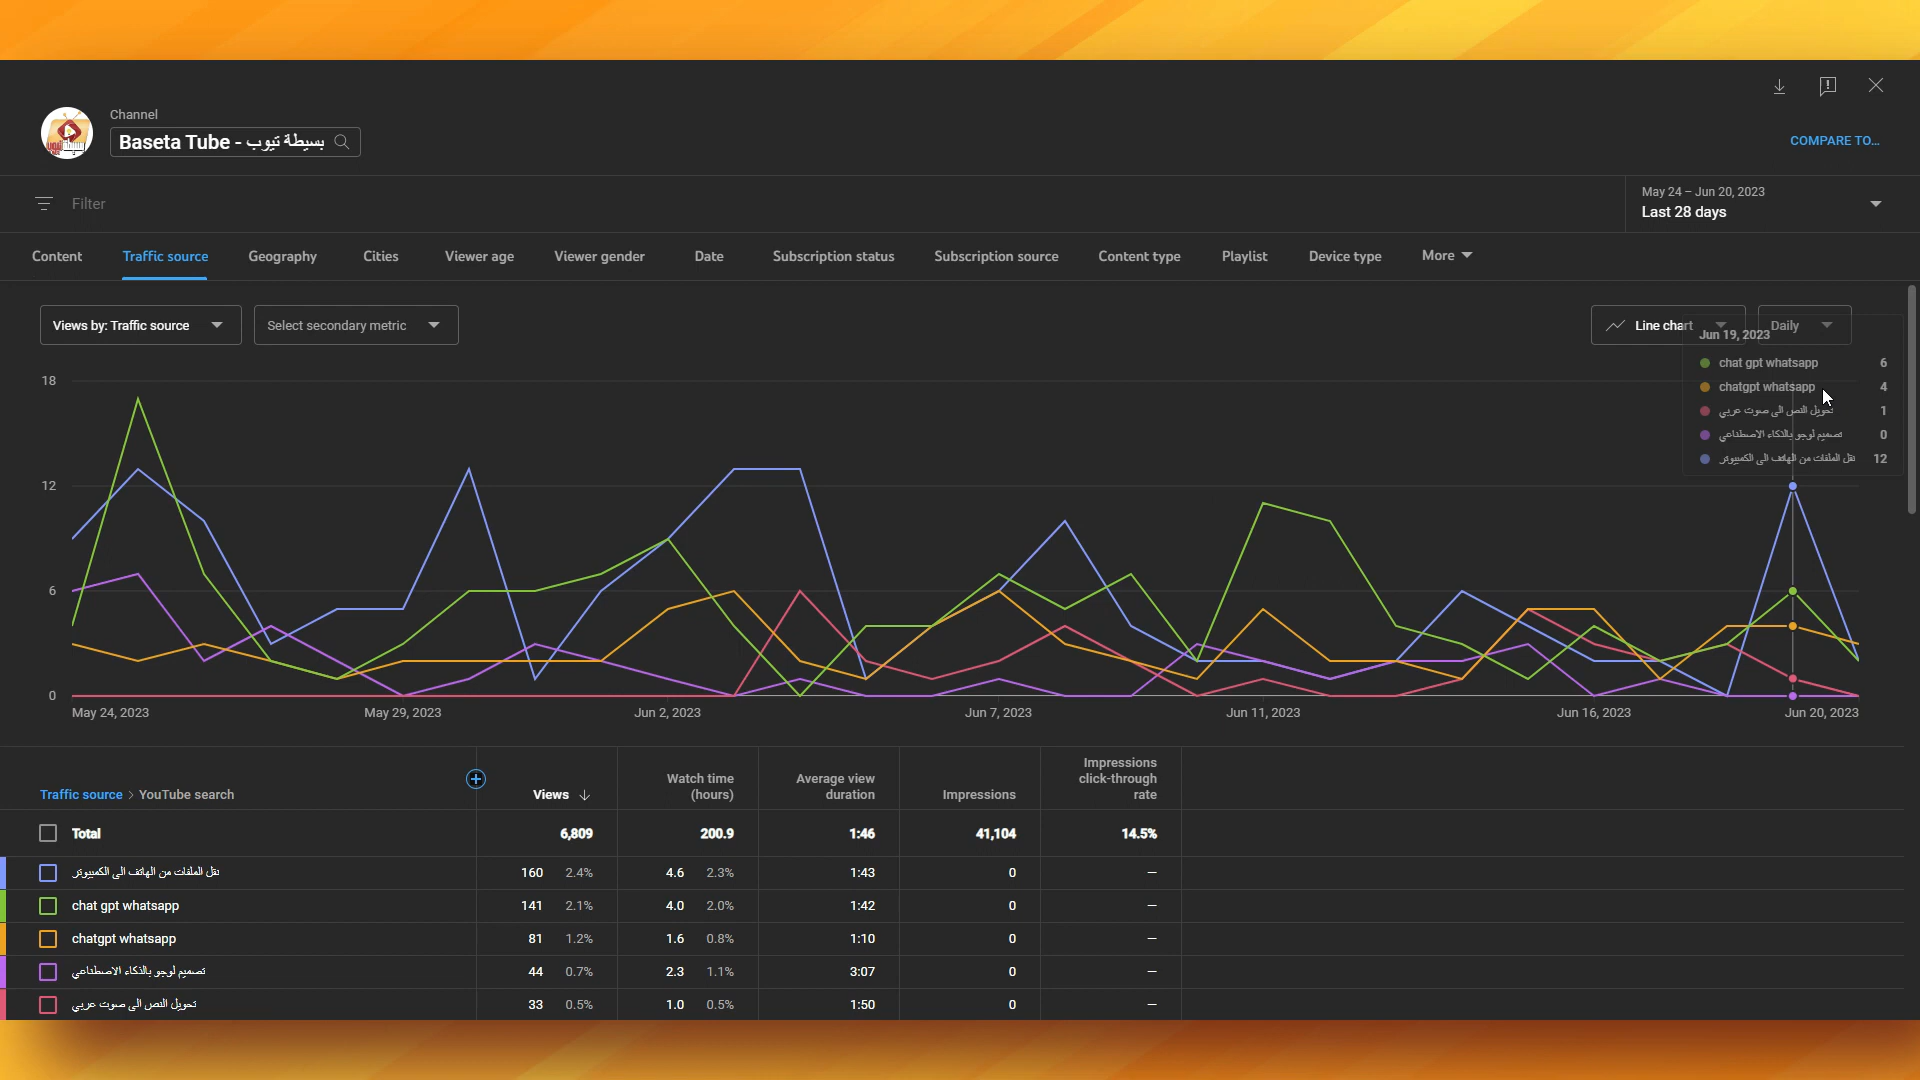 Channel
Baseta Tube - بسيطة تيوب
COMPARE TO...
Filter
May 24 – Jun 20, 2023
Last 28 days
Content Traffic source Geography Cities Viewer age Viewer gender Date Subscription status Subscription source Content type Playlist Device type More
Views by: Traffic source Select secondary metric Line chart Daily
Jun 19, 2023
chat gpt whatsapp 6
chatgpt whatsapp 4
تحويل النص الى صوت عربي 1
تصميم لوجو بالذكاء الاصطناعي 0
نقل الملفات من الهاتف الى الكمبيوتر 12
18
12
6
0
May 24, 2023 May 29, 2023 Jun 2, 2023 Jun 7, 2023 Jun 11, 2023 Jun 16, 2023 Jun 20, 2023
Traffic source > YouTube search Views Watch time (hours) Average view duration Impressions Impressions click-through rate
Total 6,809 200.9 1:46 41,104 14.5%
نقل الملفات من الهاتف الى الكمبيوتر 160 2.4% 4.6 2.3% 1:43 0 —
chat gpt whatsapp 141 2.1% 4.0 2.0% 1:42 0 —
chatgpt whatsapp 81 1.2% 1.6 0.8% 1:10 0 —
تصميم لوجو بالذكاء الاصطناعي 44 0.7% 2.3 1.1% 3:07 0 —
تحويل النص الى صوت عربي 33 0.5% 1.0 0.5% 1:50 0 —